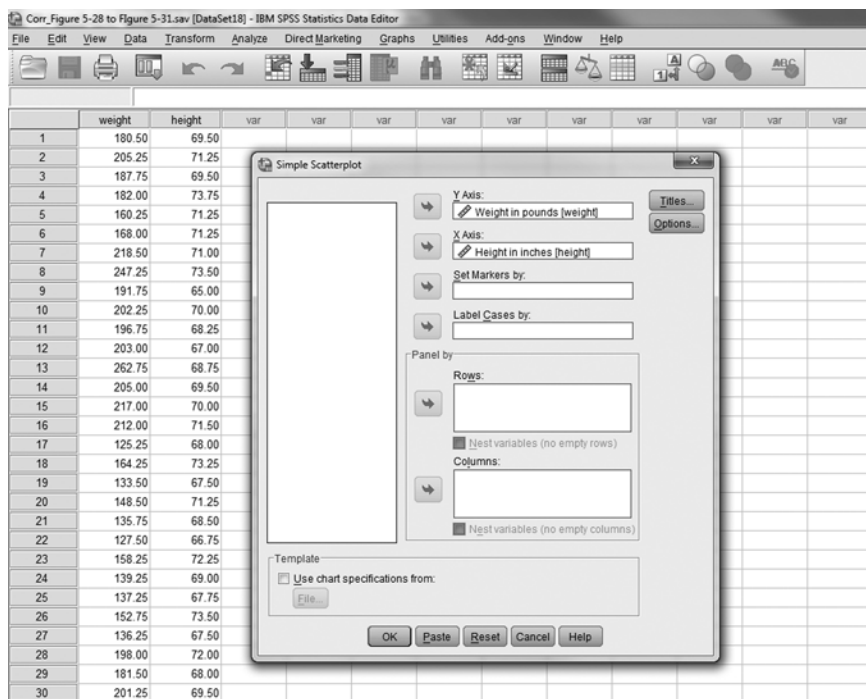 Corr_Figure 5-28 to FIgure 5-31.sav [DataSet18] - IBM SPSS Statistics Data Editor
File Edit View Data Transform Analyze Direct Marketing Graphs Utilities Add-ons Window Help
weight height var var var var var var var var var var
1 180.50 69.50
2 205.25 71.25
3 187.75 69.50
4 182.00 73.75
5 160.25 71.25
6 168.00 71.25
7 218.50 71.00
8 247.25 73.50
9 191.75 65.00
10 202.25 70.00
11 196.75 68.25
12 203.00 67.00
13 262.75 68.75
14 205.00 69.50
15 217.00 70.00
16 212.00 71.50
17 125.25 68.00
18 164.25 73.25
19 133.50 67.50
20 148.50 71.25
21 135.75 68.50
22 127.50 66.75
23 158.25 72.25
24 139.25 69.00
25 137.25 67.75
26 152.75 73.50
27 136.25 67.50
28 198.00 72.00
29 181.50 68.00
30 201.25 69.50
Simple Scatterplot
X
Y Axis:
Weight in pounds [weight]
Titles...
X Axis:
Height in inches [height]
Options...
Set Markers by:
Label Cases by:
Panel by
Rows:
Nest variables (no empty rows)
Columns:
Nest variables (no empty columns)
Template
Use chart specifications from:
File...
OK Paste Reset Cancel Help